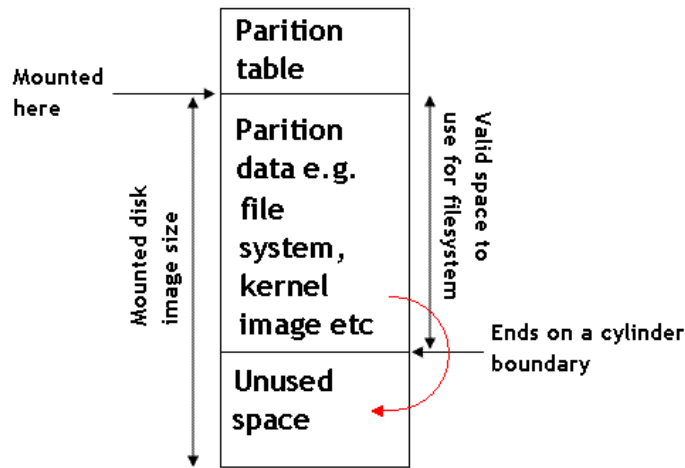 Parition
table
Mounted
here
Parition
data e.g.
file
system,
kernel
image etc
Valid space to
use for filesystem
Mounted disk
image size
Ends on a cylinder
boundary
Unused
space